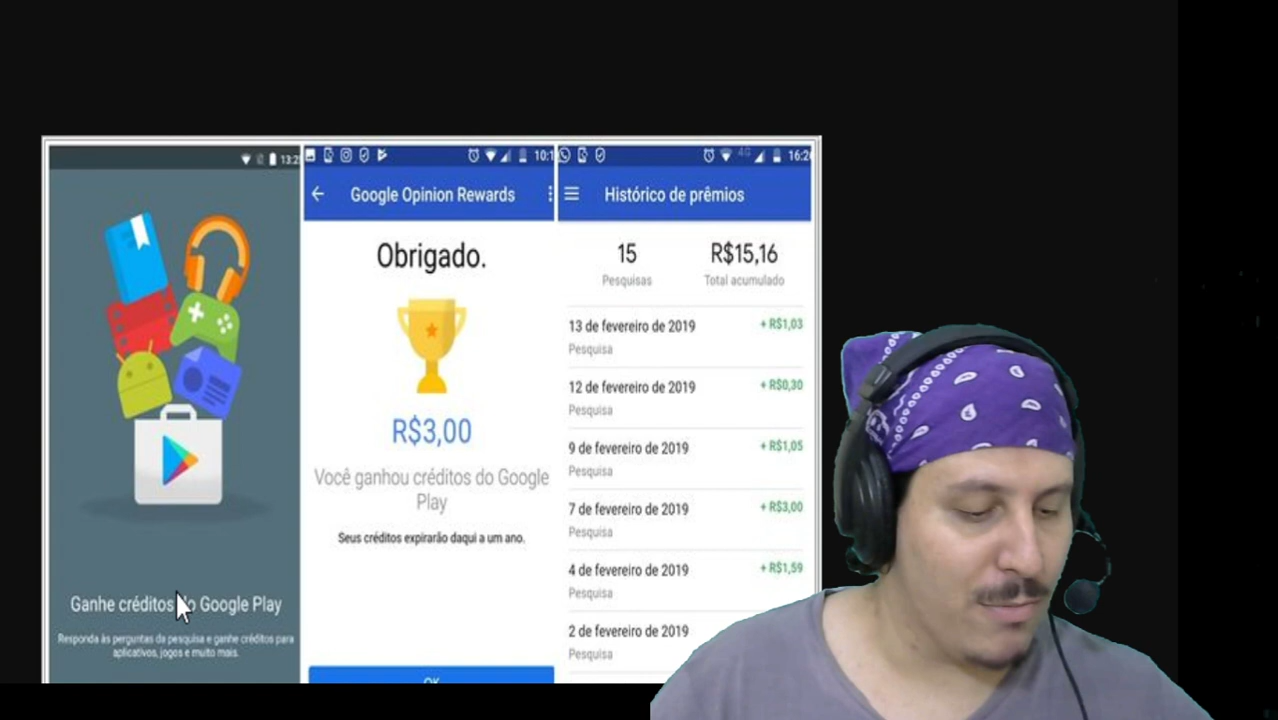 13:2
Ganhe créditos do Google Play
Responda às perguntas da pesquisa e ganhe créditos para
aplicativos, jogos e muito mais.
10:1
Google Opinion Rewards
Obrigado.
R$3,00
Você ganhou créditos do Google
Play
Seus créditos expirarão daqui a um ano.
OK
4G 16:2
Histórico de prêmios
15 R$15,16
Pesquisas Total acumulado
13 de fevereiro de 2019 + R$1,03
Pesquisa
12 de fevereiro de 2019 + R$0,30
Pesquisa
9 de fevereiro de 2019 + R$1,05
Pesquisa
7 de fevereiro de 2019 + R$3,00
Pesquisa
4 de fevereiro de 2019 + R$1,59
Pesquisa
2 de fevereiro de 2019
Pesquisa